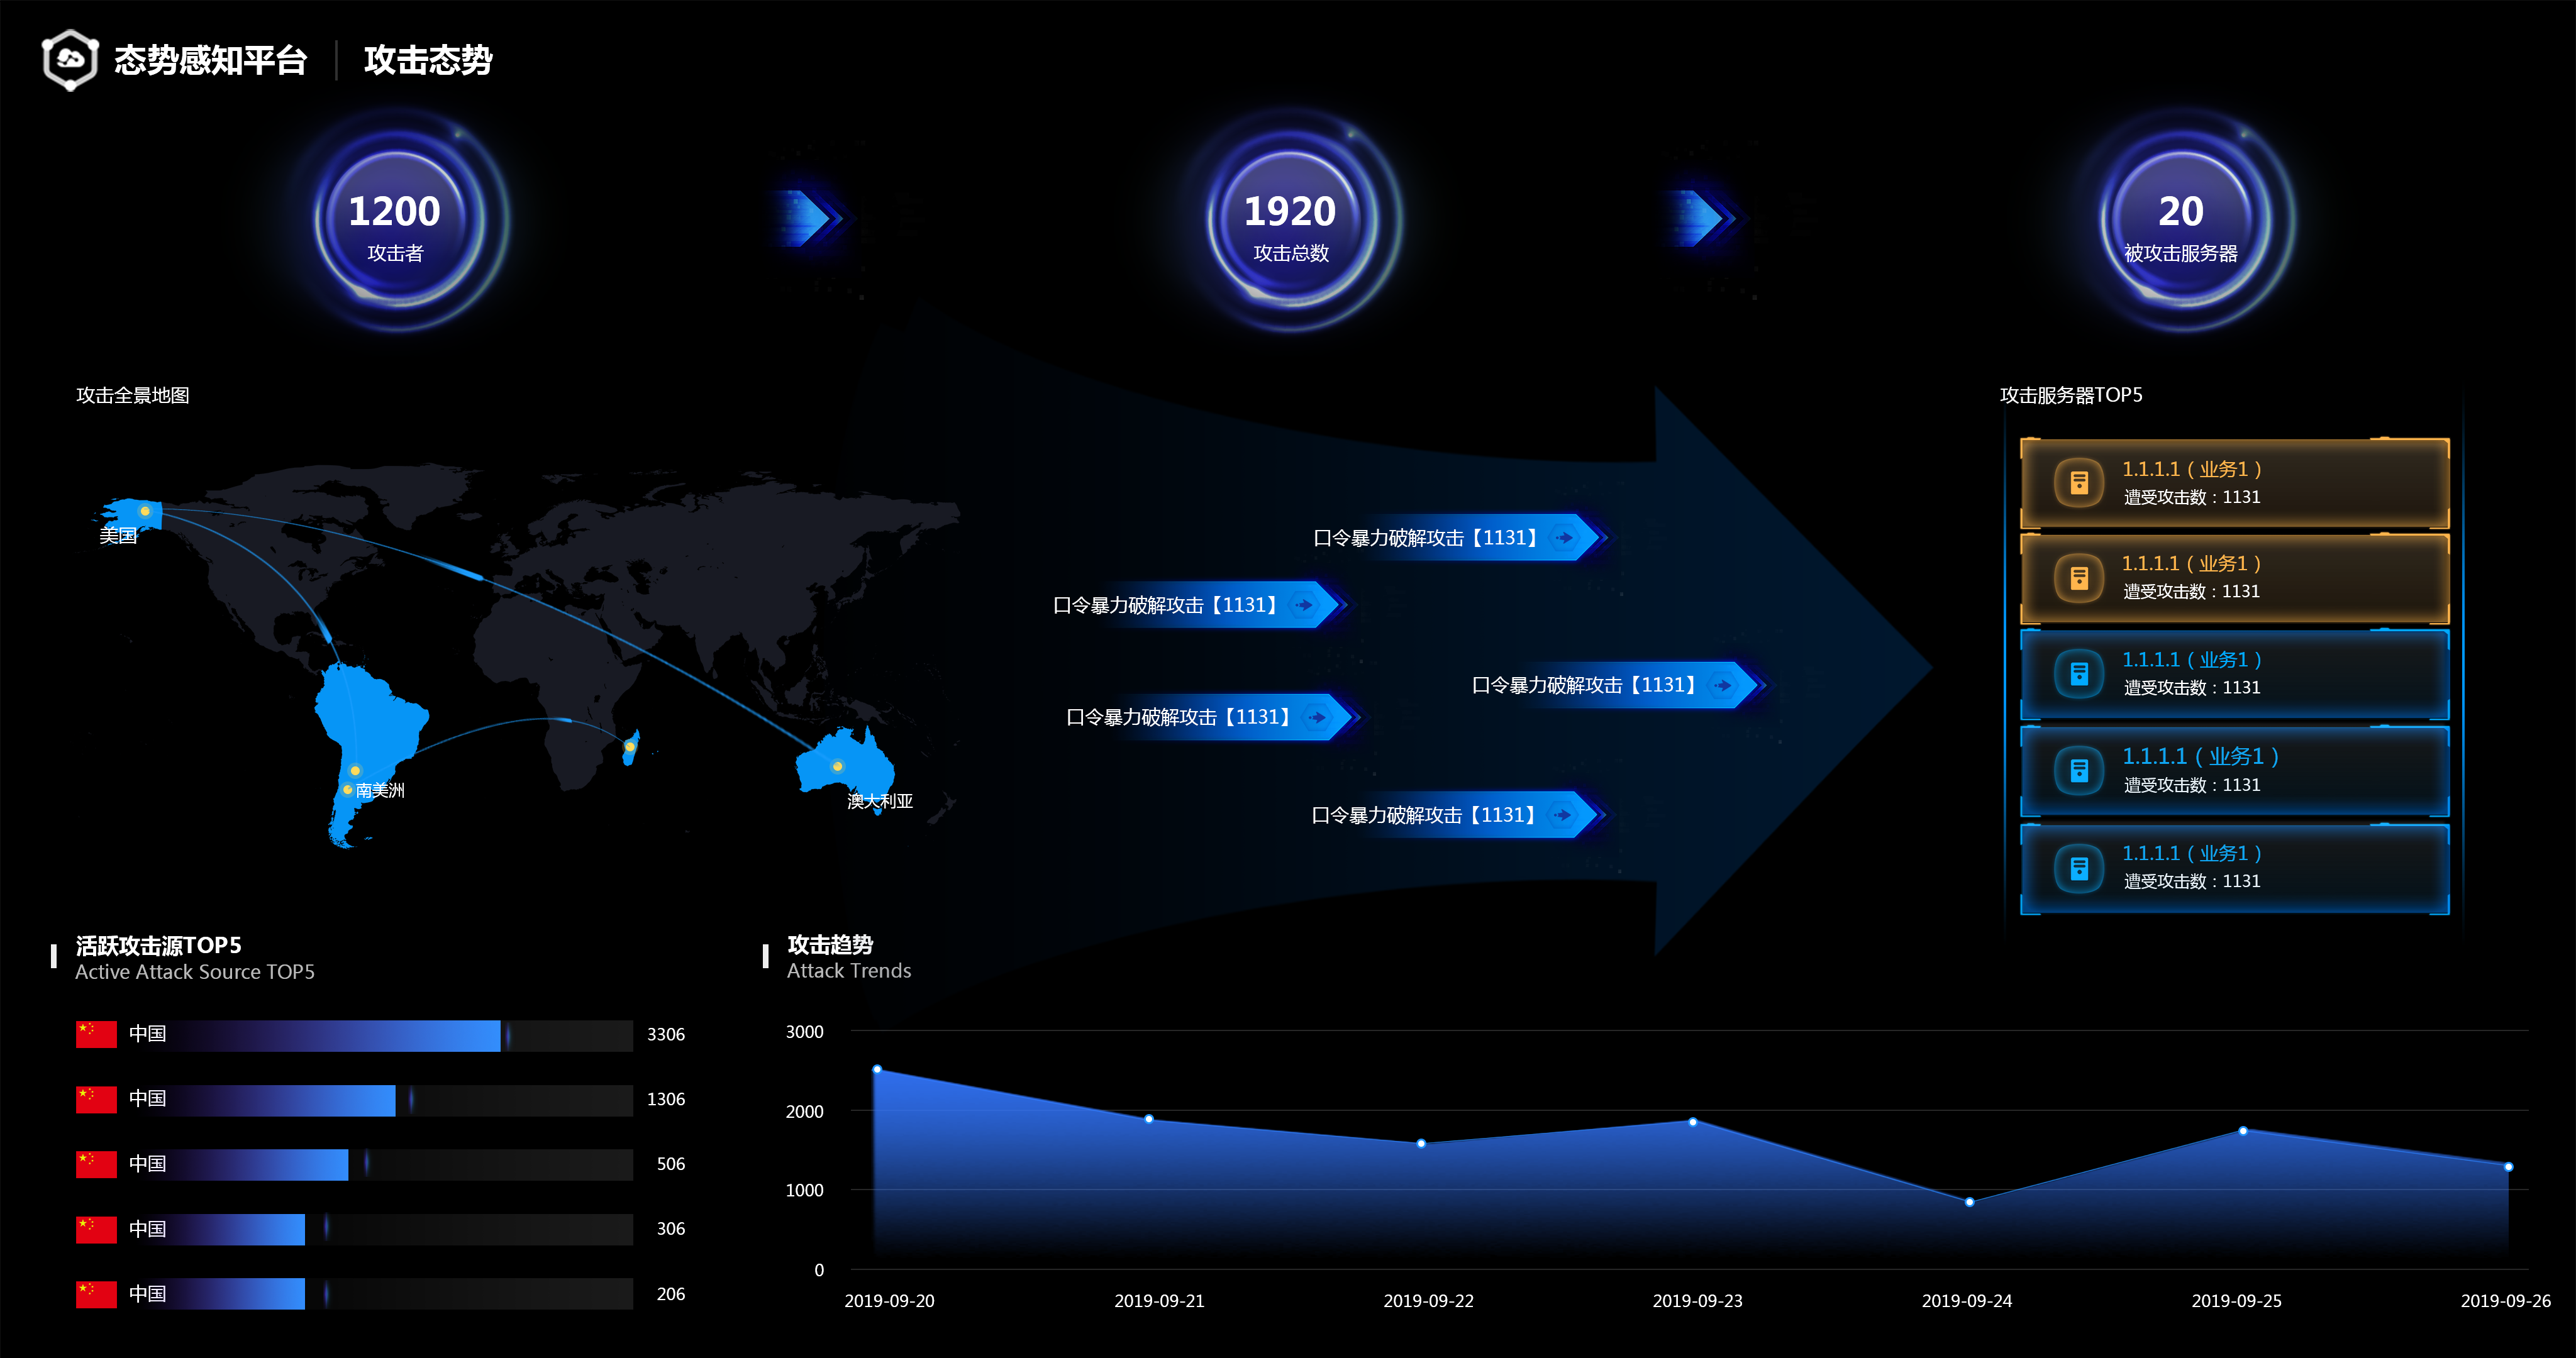 态势感知平台
攻击态势
1200
攻击者
1920
攻击总数
20
被攻击服务器
攻击全景地图
美国
南美洲
澳大利亚
口令暴力破解攻击【1131】
口令暴力破解攻击【1131】
口令暴力破解攻击【1131】
口令暴力破解攻击【1131】
口令暴力破解攻击【1131】
攻击服务器TOP5
1.1.1.1（业务1）
遭受攻击数：1131
1.1.1.1（业务1）
遭受攻击数：1131
1.1.1.1（业务1）
遭受攻击数：1131
1.1.1.1（业务1）
遭受攻击数：1131
1.1.1.1（业务1）
遭受攻击数：1131
活跃攻击源TOP5
Active Attack Source TOP5
中国 3306
中国 1306
中国 506
中国 306
中国 206
攻击趋势
Attack Trends
3000
2000
1000
0
2019-09-20 2019-09-21 2019-09-22 2019-09-23 2019-09-24 2019-09-25 2019-09-26